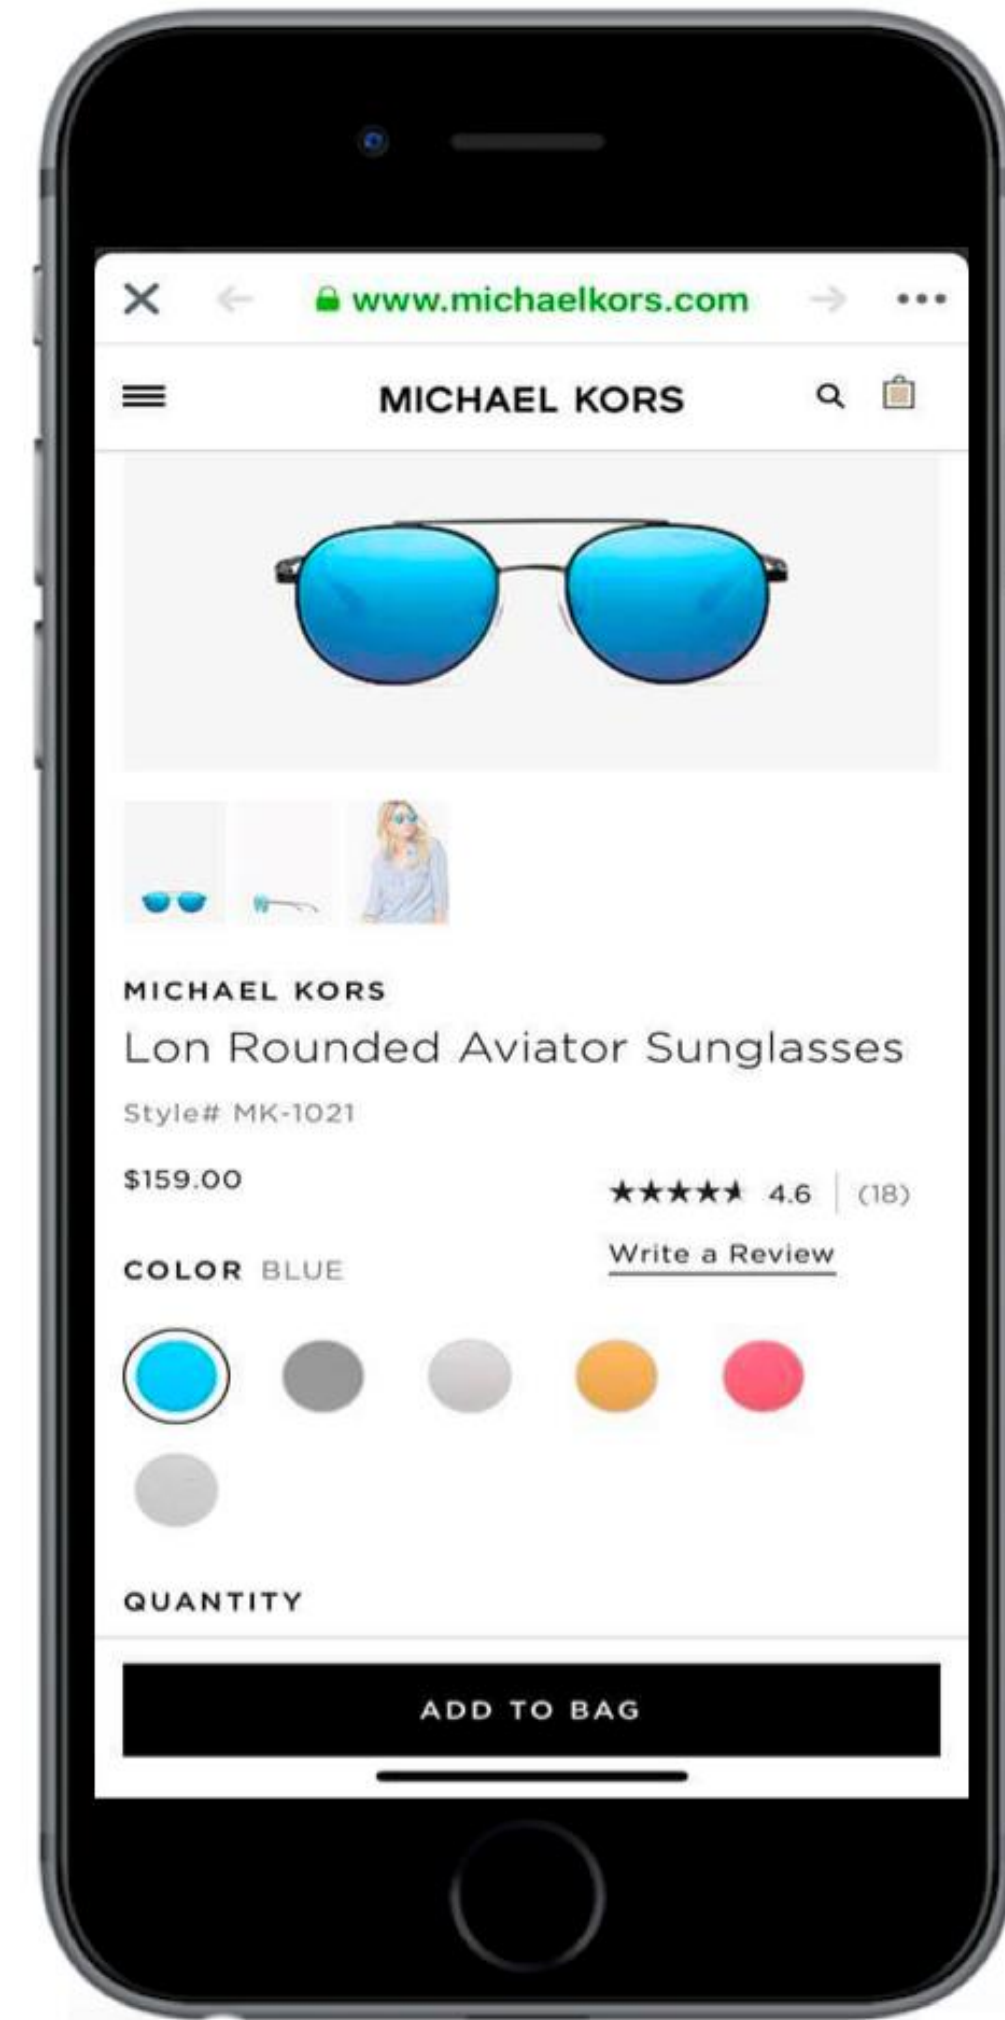 www.michaelkors.com
MICHAEL KORS
MICHAEL KORS
Lon Rounded Aviator Sunglasses
Style# MK-1021
$159.00
4.6 (18)
Write a Review
COLOR BLUE
QUANTITY
ADD TO BAG